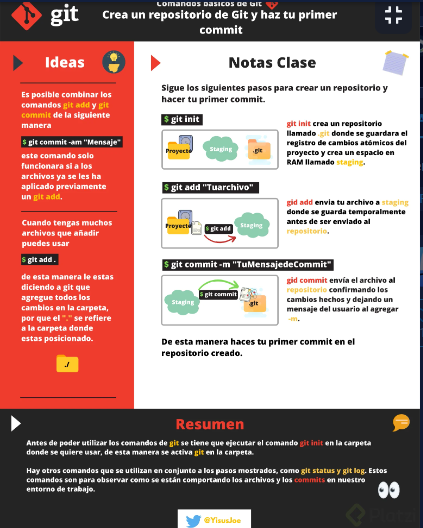 Comandos básicos de Git
git
Crea un repositorio de Git y haz tu primer
commit
Ideas
Es posible combinar los
comandos git add y git
commit de la siguiente
manera
$ git commit -am "Mensaje"
este comando solo
funcionara si a los
archivos ya se les ha
aplicado previamente
un git add.
Cuando tengas muchos
archivos que añadir
puedes usar
$ git add .
de esta manera le estas
diciendo a git que
agregue todos los
cambios en la carpeta,
por que el "." se refiere
a la carpeta donde
estas posicionado.
./
Notas Clase
Sigue los siguientes pasos para crear un repositorio y
hacer tu primer commit.
$ git init
Proyecto
Staging
.git
git init crea un repositorio
llamado .git donde se guardara el
registro de cambios atómicos del
proyecto y crea un espacio en
RAM llamado staging.
$ git add "Tuarchivo"
Proyecto
$ git add
Staging
gid add envia tu archivo a staging
donde se guarda temporalmente
antes de ser enviado al
repositorio.
$ git commit -m "TuMensajedeCommit"
Staging
$ git commit
.git
gid commit envía el archivo al
repositorio confirmando los
cambios hechos y dejando un
mensaje del usuario al agregar
-m.
De esta manera haces tu primer commit en el
repositorio creado.
Resumen
Antes de poder utilizar los comandos de git se tiene que ejecutar el comando git init en la carpeta
donde se quiere usar, de esta manera se activa git en la carpeta.
Hay otros comandos que se utilizan en conjunto a los pasos mostrados, como git status y git log. Estos
comandos son para observar como se están comportando los archivos y los commits en nuestro
entorno de trabajo.
@YisusJoe